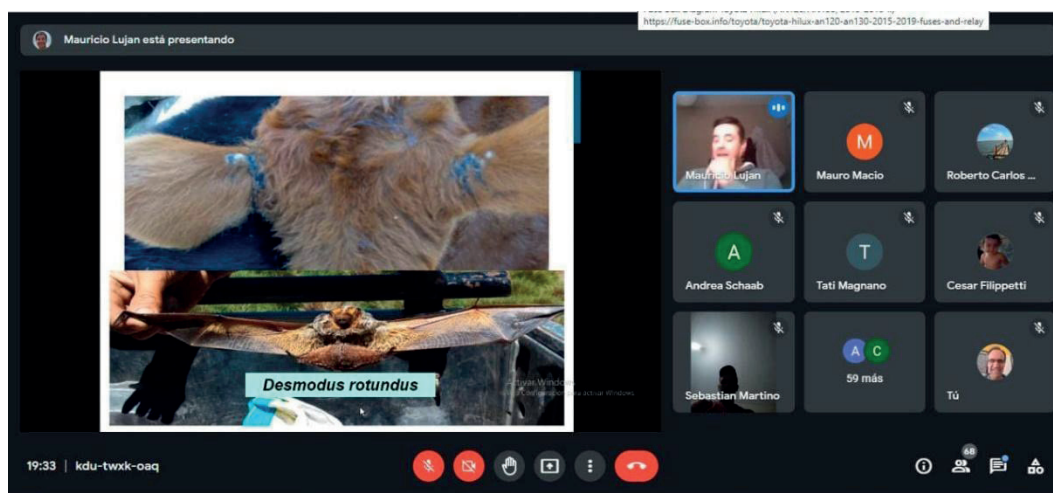 https://fuse-box.info/toyota/toyota-hilux-an120-an130-2015-2019-fuses-and-relay
Mauricio Lujan está presentando
Desmodus rotundus
Activar Windows
Mauricio Lujan
M
Mauro Macio
Roberto Carlos ...
A
Andrea Schaab
T
Tati Magnano
Cesar Filippetti
Sebastian Martino
A C
59 más
Tú
19:33 | kdu-twxk-oaq
68